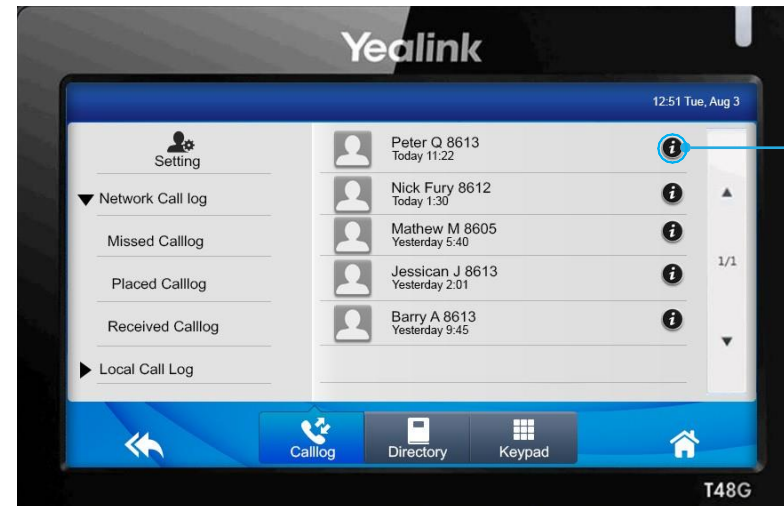 Yealink
12:51 Tue, Aug 3
Setting
Network Call log
Missed Calllog
Placed Calllog
Received Calllog
Local Call Log
Peter Q 8613
Today 11:22
Nick Fury 8612
Today 1:30
Mathew M 8605
Yesterday 5:40
Jessican J 8613
Yesterday 2:01
Barry A 8613
Yesterday 9:45
1/1
Calllog
Directory
Keypad
T48G